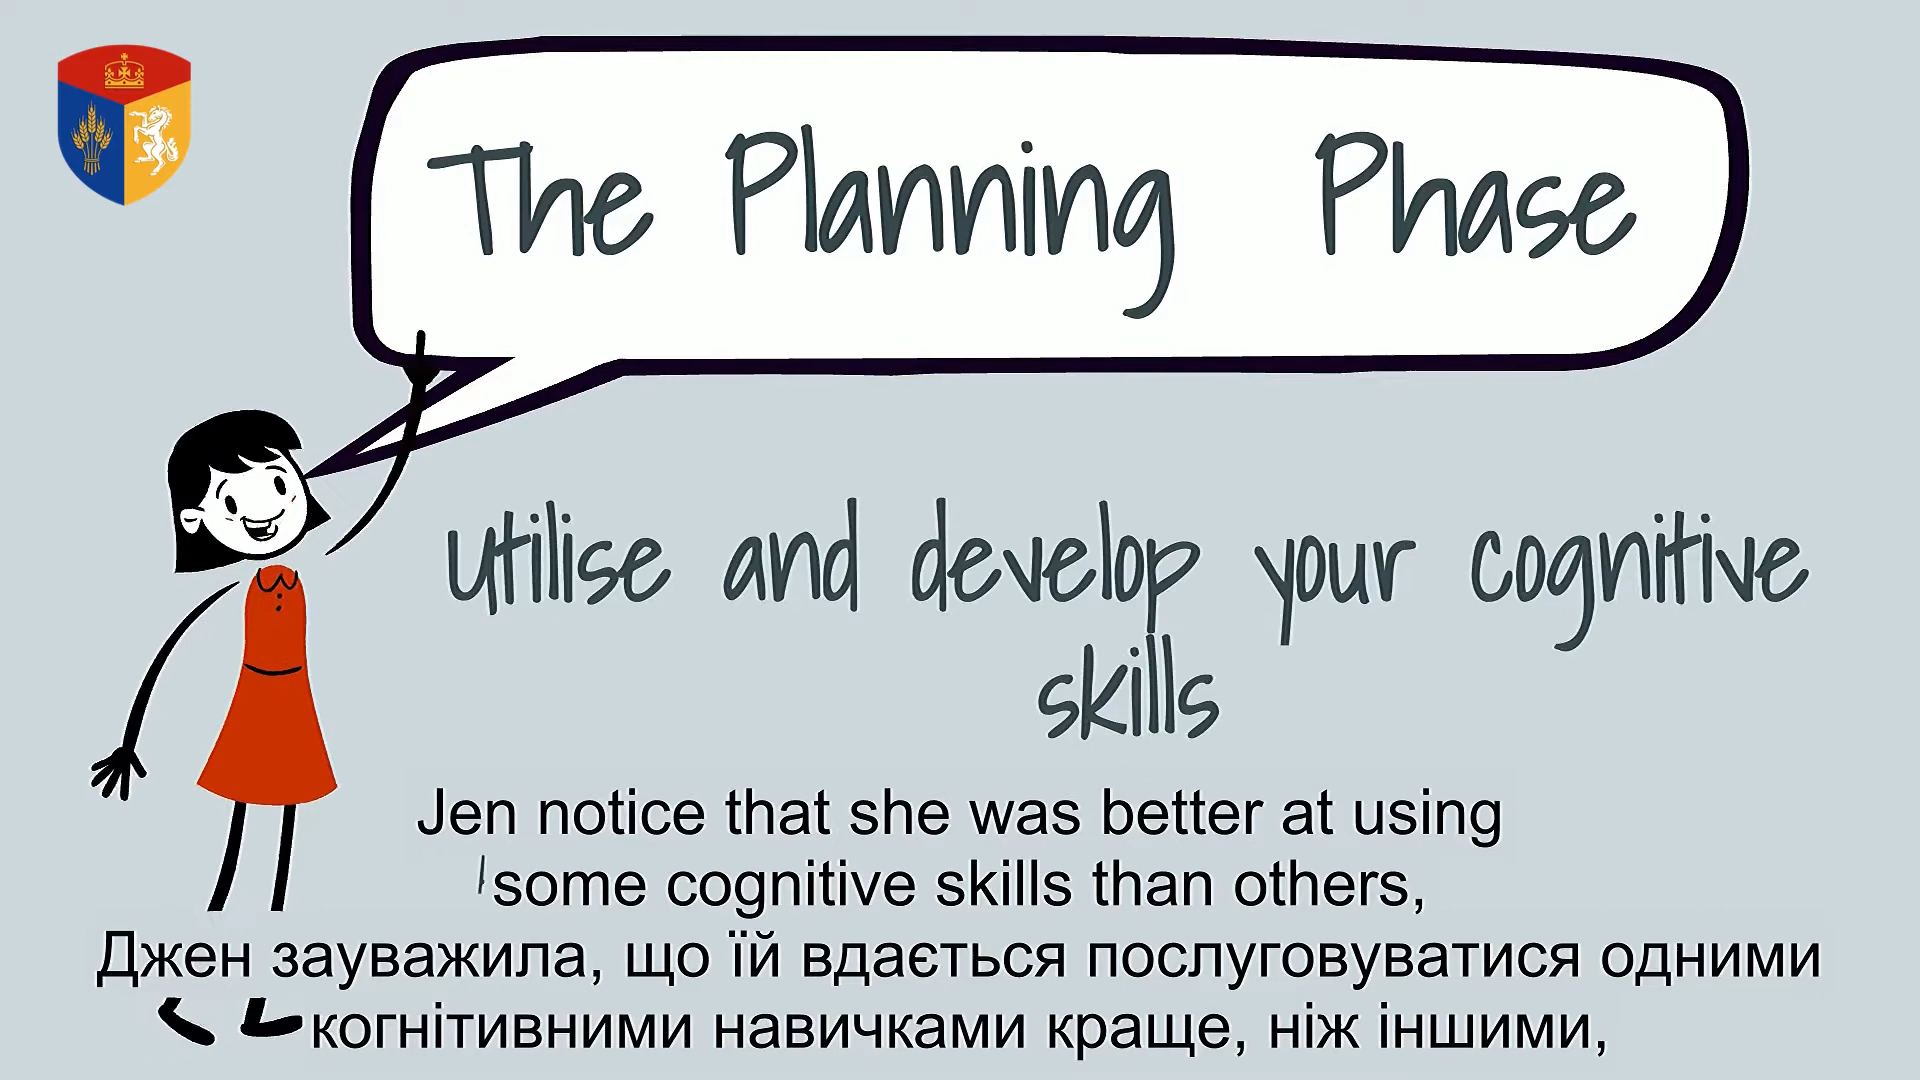 The Planning Phase
Utilise and develop your cognitive
skills
Jen notice that she was better at using
some cognitive skills than others,
Джен зауважила, що їй вдається послуговуватися одними
когнітивними навичками краще, ніж іншими,